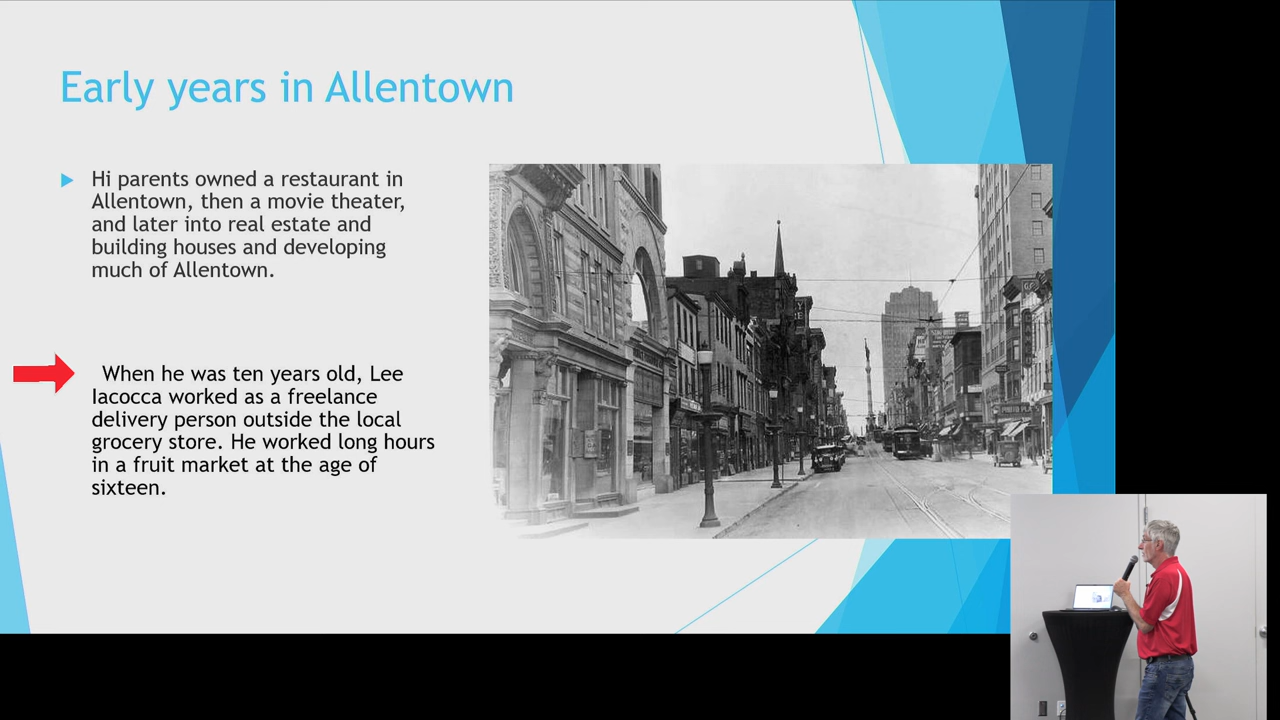 Early years in Allentown
Hi parents owned a restaurant in
Allentown, then a movie theater,
and later into real estate and
building houses and developing
much of Allentown.
When he was ten years old, Lee
Iacocca worked as a freelance
delivery person outside the local
grocery store. He worked long hours
in a fruit market at the age of
sixteen.